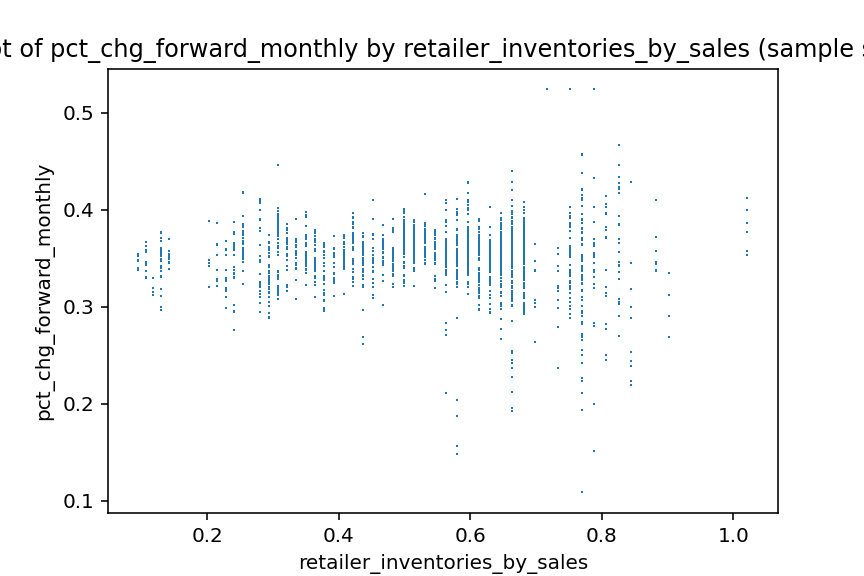 of pct_chg_forward_monthly by retailer_inventories_by_sales (sample
0.5
0.4
0.3
0.2
0.1
pct_chg_forward_monthly
0.2 0.4 0.6 0.8 1.0
retailer_inventories_by_sales